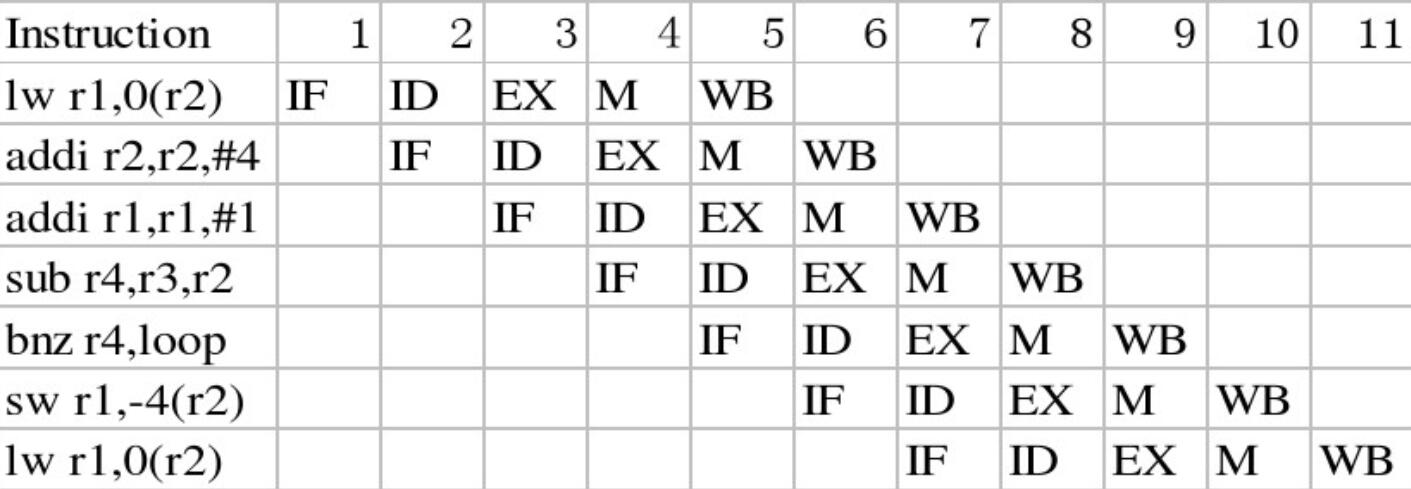 Instruction 1 2 3 4 5 6 7 8 9 10 11
lw r1,0(r2) IF ID EX M WB
addi r2,r2,#4 IF ID EX M WB
addi r1,r1,#1 IF ID EX M WB
sub r4,r3,r2 IF ID EX M WB
bnz r4,loop IF ID EX M WB
sw r1,-4(r2) IF ID EX M WB
lw r1,0(r2) IF ID EX M WB